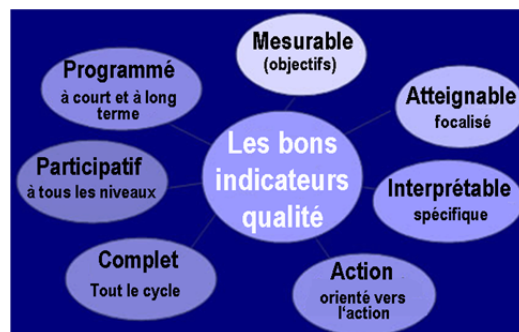 Mesurable
(objectifs)
Programmé
à court et à long
terme
Atteignable
focalisé
Les bons
indicateurs
qualité
Participatif
à tous les niveaux
Interprétable
spécifique
Complet
Tout le cycle
Action
orienté vers
l'action